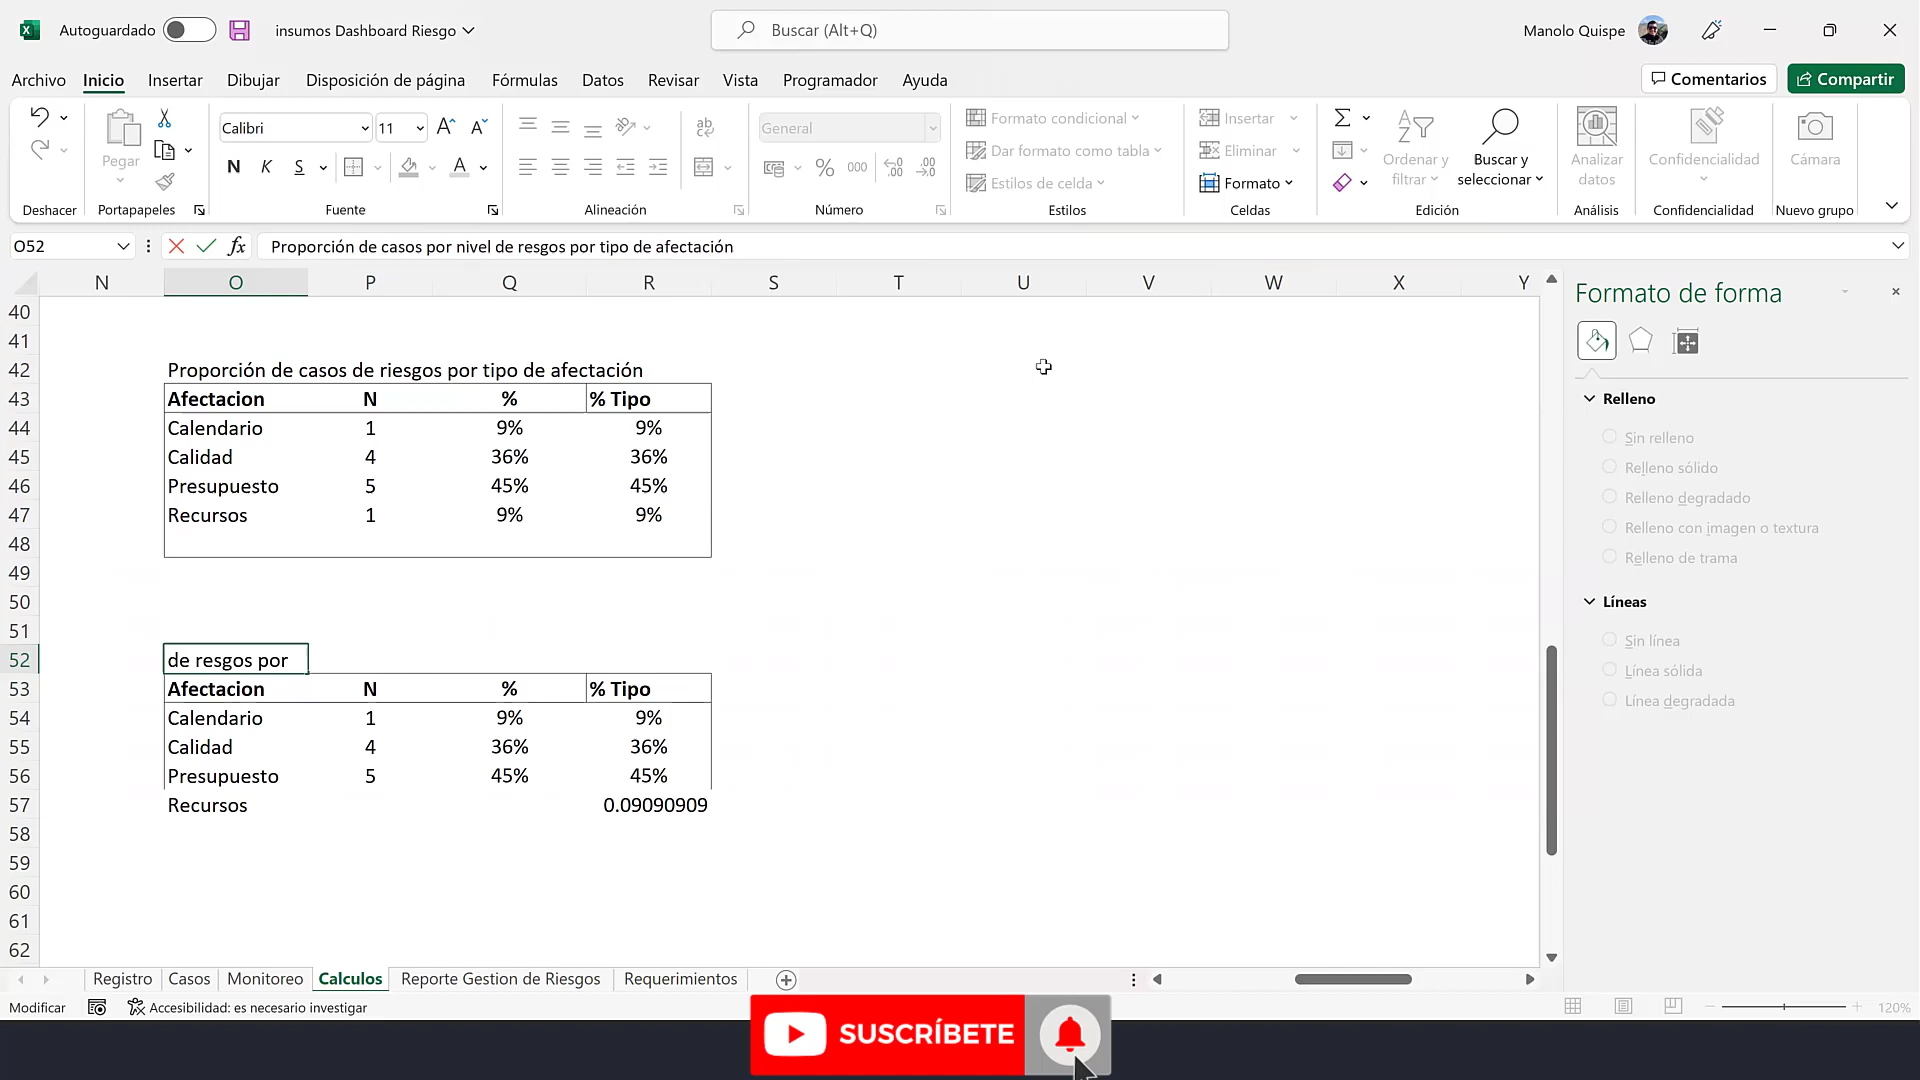 Autoguardado insumos Dashboard Riesgo Buscar (Alt+Q) Manolo Quispe
Archivo Inicio Insertar Dibujar Disposición de página Fórmulas Datos Revisar Vista Programador Ayuda Comentarios Compartir
Pegar
Calibri 11 A A
N K S A
ab
General
% 000
Formato condicional
Dar formato como tabla
Estilos de celda
Insertar
Eliminar
Formato
Ordenar y filtrar
Buscar y seleccionar
Analizar datos
Confidencialidad
Cámara
Deshacer Portapapeles Fuente Alineación Número Estilos Celdas Edición Análisis Confidencialidad Nuevo grupo
O52 fx Proporción de casos por nivel de resgos por tipo de afectación
N O P Q R S T U V W X Y
40
41
42 Proporción de casos de riesgos por tipo de afectación
43 Afectacion N % % Tipo
44 Calendario 1 9% 9%
45 Calidad 4 36% 36%
46 Presupuesto 5 45% 45%
47 Recursos 1 9% 9%
48
49
50
51
52 de resgos por
53 Afectacion N % % Tipo
54 Calendario 1 9% 9%
55 Calidad 4 36% 36%
56 Presupuesto 5 45% 45%
57 Recursos 0.09090909
58
59
60
61
62
Formato de forma
Relleno
Sin relleno
Relleno sólido
Relleno degradado
Relleno con imagen o textura
Relleno de trama
Líneas
Sin línea
Línea sólida
Línea degradada
Registro Casos Monitoreo Calculos Reporte Gestion de Riesgos Requerimientos
Modificar Accesibilidad: es necesario investigar 120%
SUSCRÍBETE